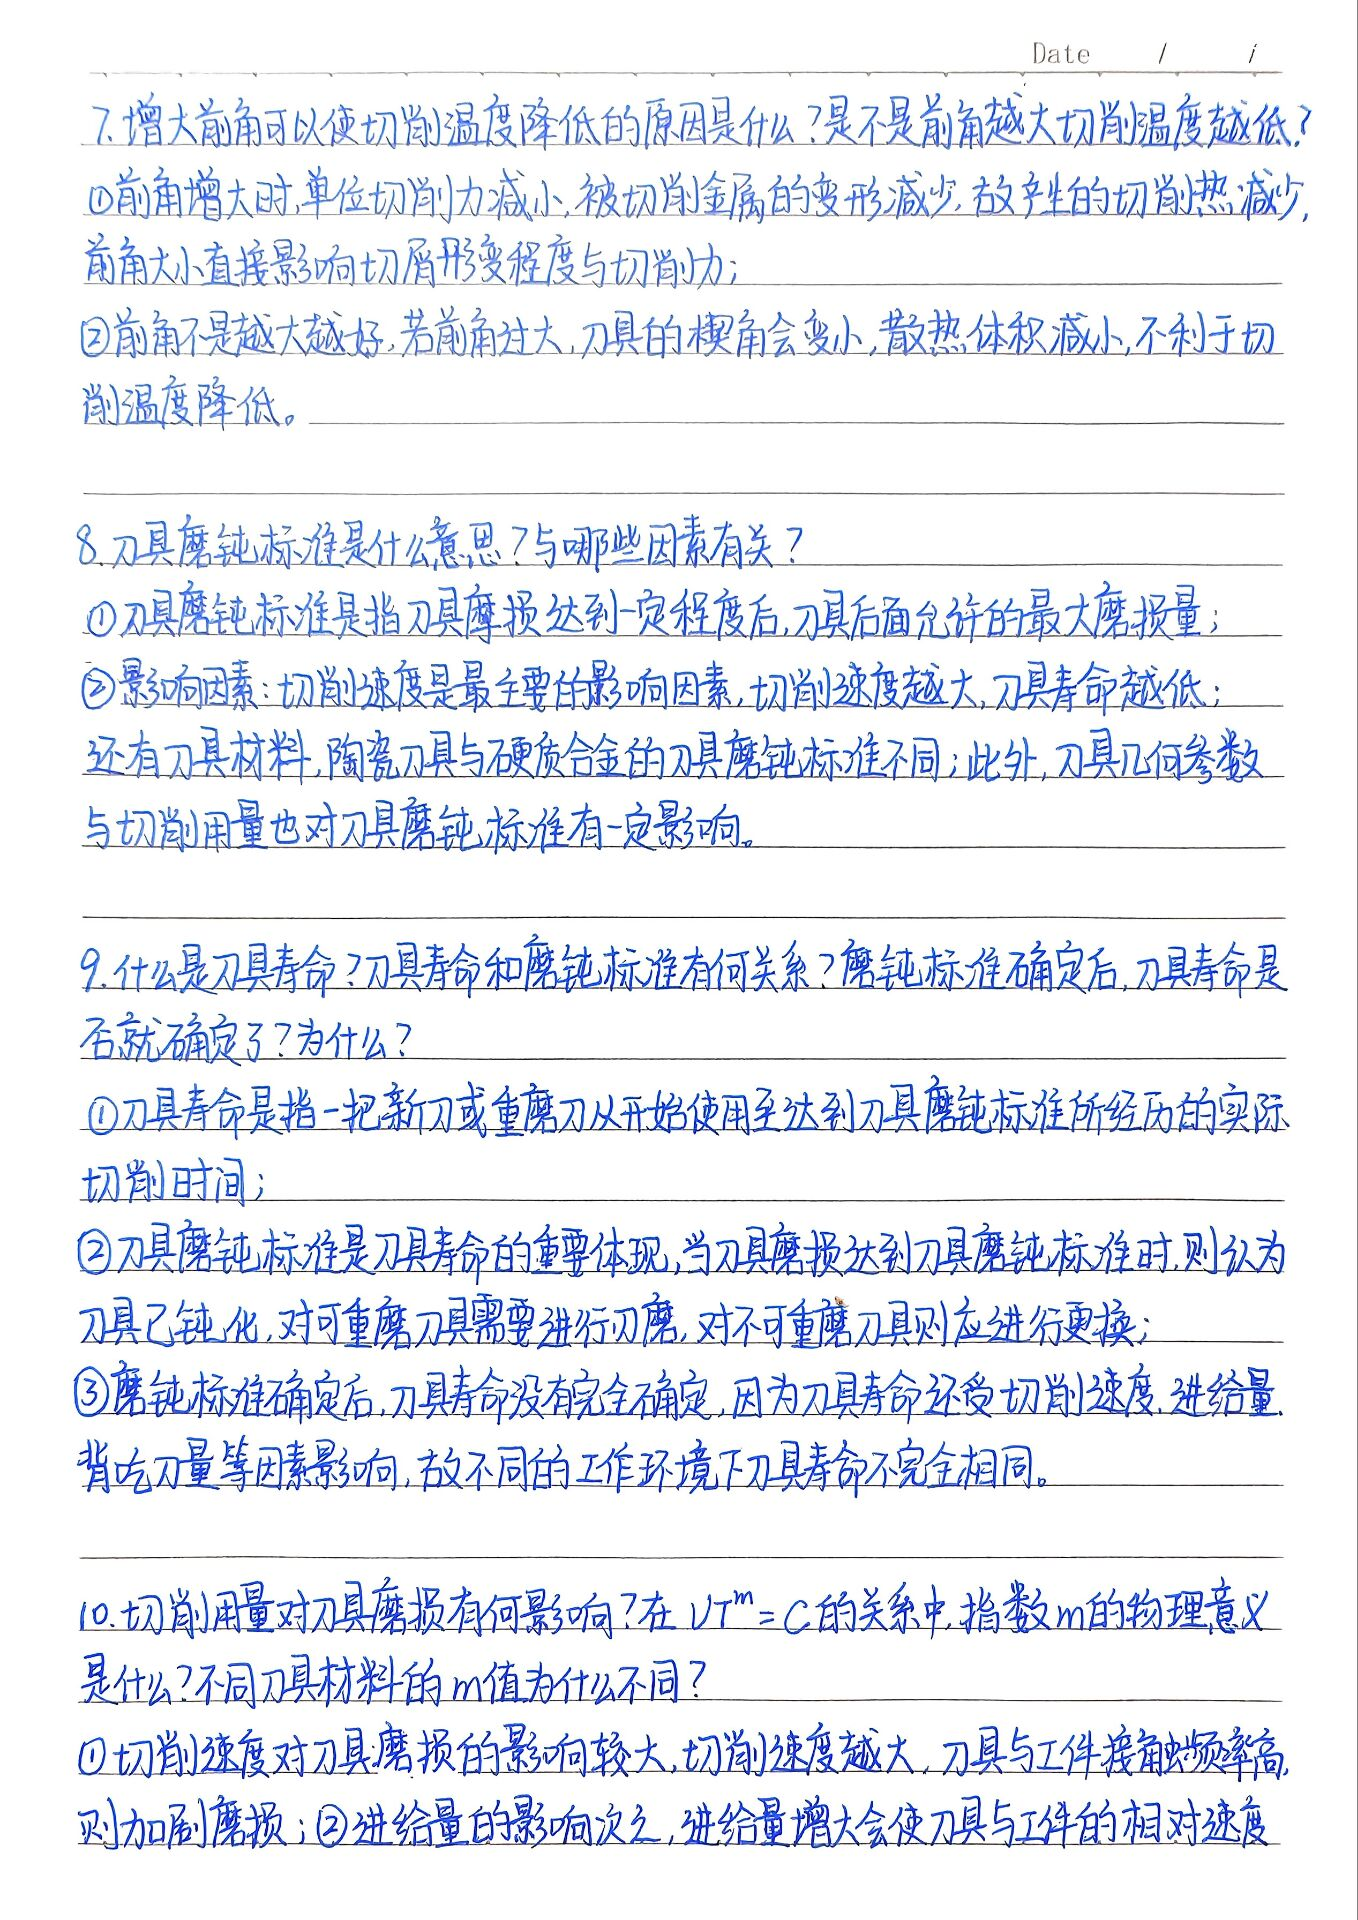 Date / /
7.增大前角可以使切削温度降低的原因是什么?是不是前角越大切削温度越低?
①前角增大时,单位切削力减小,被切削金属的变形减少,故产生的切削热减少,
前角大小直接影响切屑形变程度与切削力;
②前角不是越大越好,若前角过大,刀具的楔角会变小,散热体积减小,不利于切
削温度降低。
8.刀具磨钝标准是什么意思?与哪些因素有关?
①刀具磨钝标准是指刀具摩损达到一定程度后,刀具后面允许的最大磨损量;
②影响因素:切削速度是最主要的影响因素,切削速度越大,刀具寿命越低;
还有刀具材料,陶瓷刀具与硬质合金的刀具磨钝标准不同;此外,刀具几何参数
与切削用量也对刀具磨钝标准有一定影响。
9.什么是刀具寿命?刀具寿命和磨钝标准有何关系?磨钝标准确定后,刀具寿命是
否就确定了?为什么?
①刀具寿命是指一把新刀或重磨刀从开始使用至达到刀具磨钝标准所经历的实际
切削时间;
②刀具磨钝标准是刀具寿命的重要体现,当刀具磨损达到刀具磨钝标准时,则认为
刀具已钝化,对可重磨刀具需要进行刃磨,对不可重磨刀具则应进行更换;
③磨钝标准确定后,刀具寿命没有完全确定,因为刀具寿命还受切削速度、进给量、
背吃刀量等因素影响,故不同的工作环境下刀具寿命不完全相同。
10.切削用量对刀具磨损有何影响?在 υTᵐ=C的关系中,指数m的物理意义
是什么?不同刀具材料的m值为什么不同?
①切削速度对刀具磨损的影响较大,切削速度越大,刀具与工件接触频率高,
则加剧磨损;②进给量的影响次之,进给量增大会使刀具与工件的相对速度